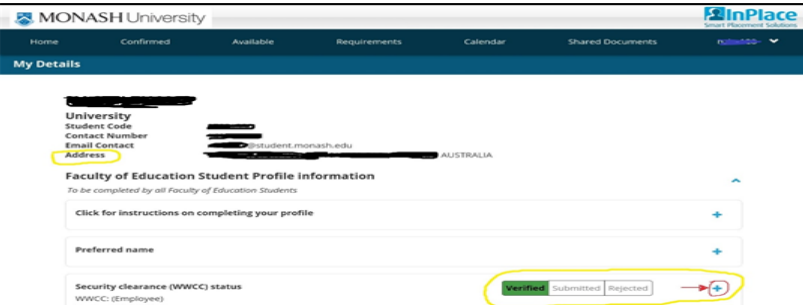 MONASH University
InPlace
Smart Placement Solutions
Home Confirmed Available Requirements Calendar Shared Documents
My Details
University
Student Code
Contact Number
Email Contact @student.monash.edu
Address AUSTRALIA
Faculty of Education Student Profile information
To be completed by all Faculty of Education Students
Click for instructions on completing your profile +
Preferred name +
Security clearance (WWCC) status Verified Submitted Rejected +
WWCC: (Employee)